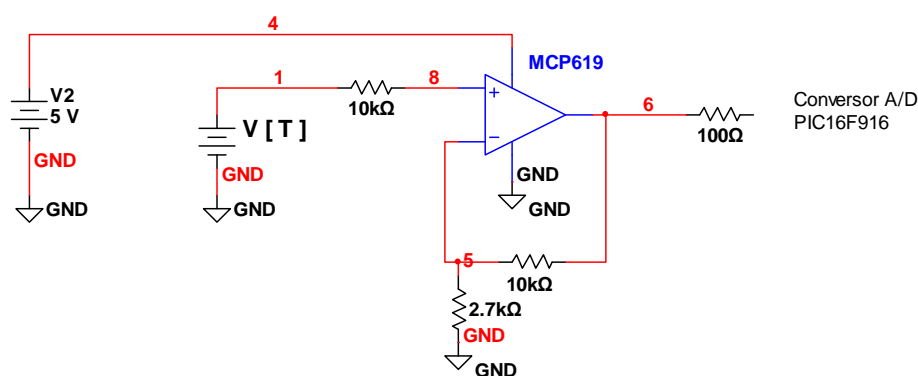 4
MCP619
V2
5 V
GND
GND
1
10kΩ
8
V [ T ]
GND
GND
6
100Ω
Conversor A/D
PIC16F916
GND
GND
5
10kΩ
2.7kΩ
GND
GND